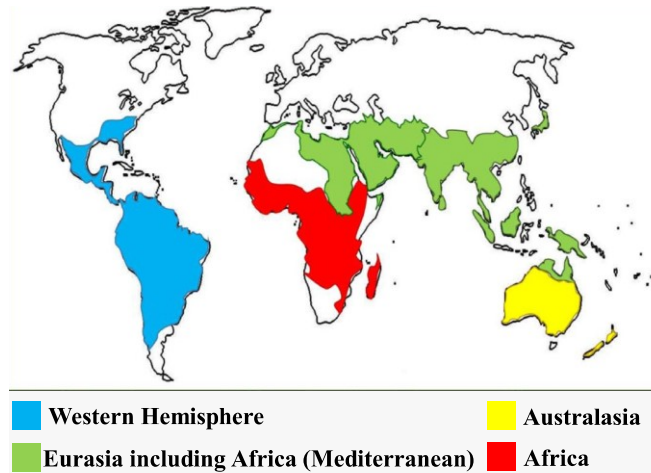 Western Hemisphere
Australasia
Eurasia including Africa (Mediterranean)
Africa